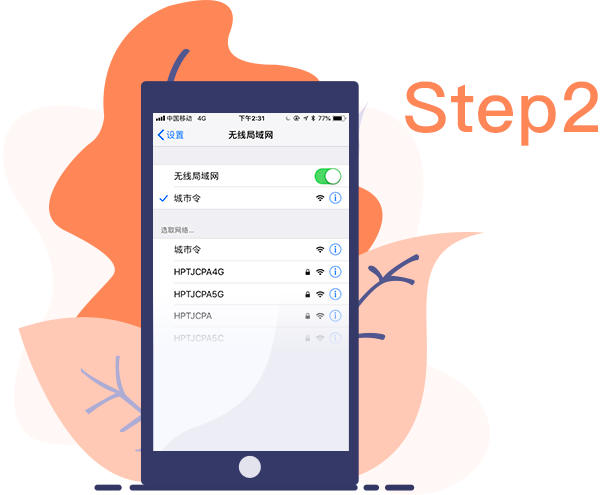 Step2
中国移动 4G 下午2:31 77%
设置 无线局域网
无线局域网
城市令
选取网络...
城市令
HPTJCPA4G
HPTJCPA5G
HPTJCPA
HPTJCPA5C